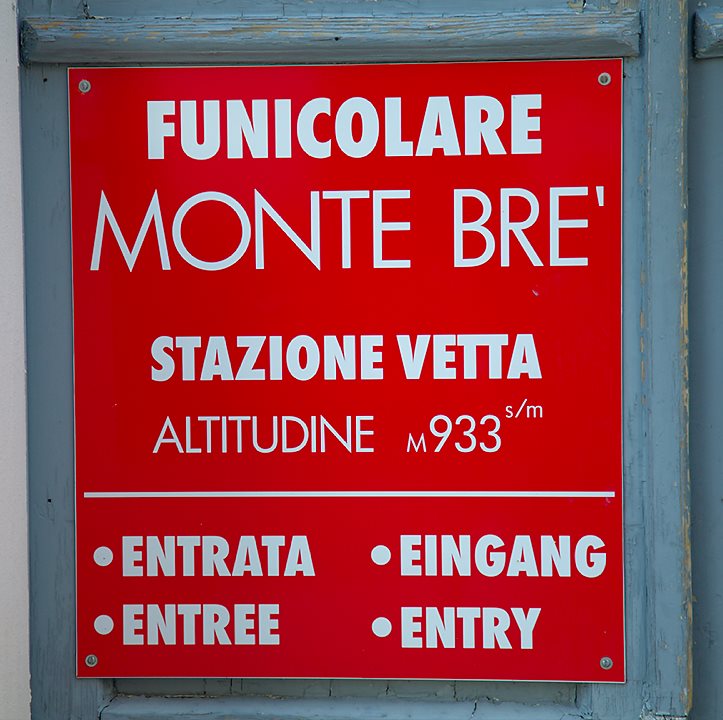 FUNICOLARE
MONTE BRE'
STAZIONE VETTA
ALTITUDINE M933 s/m
• ENTRATA • EINGANG
• ENTREE • ENTRY